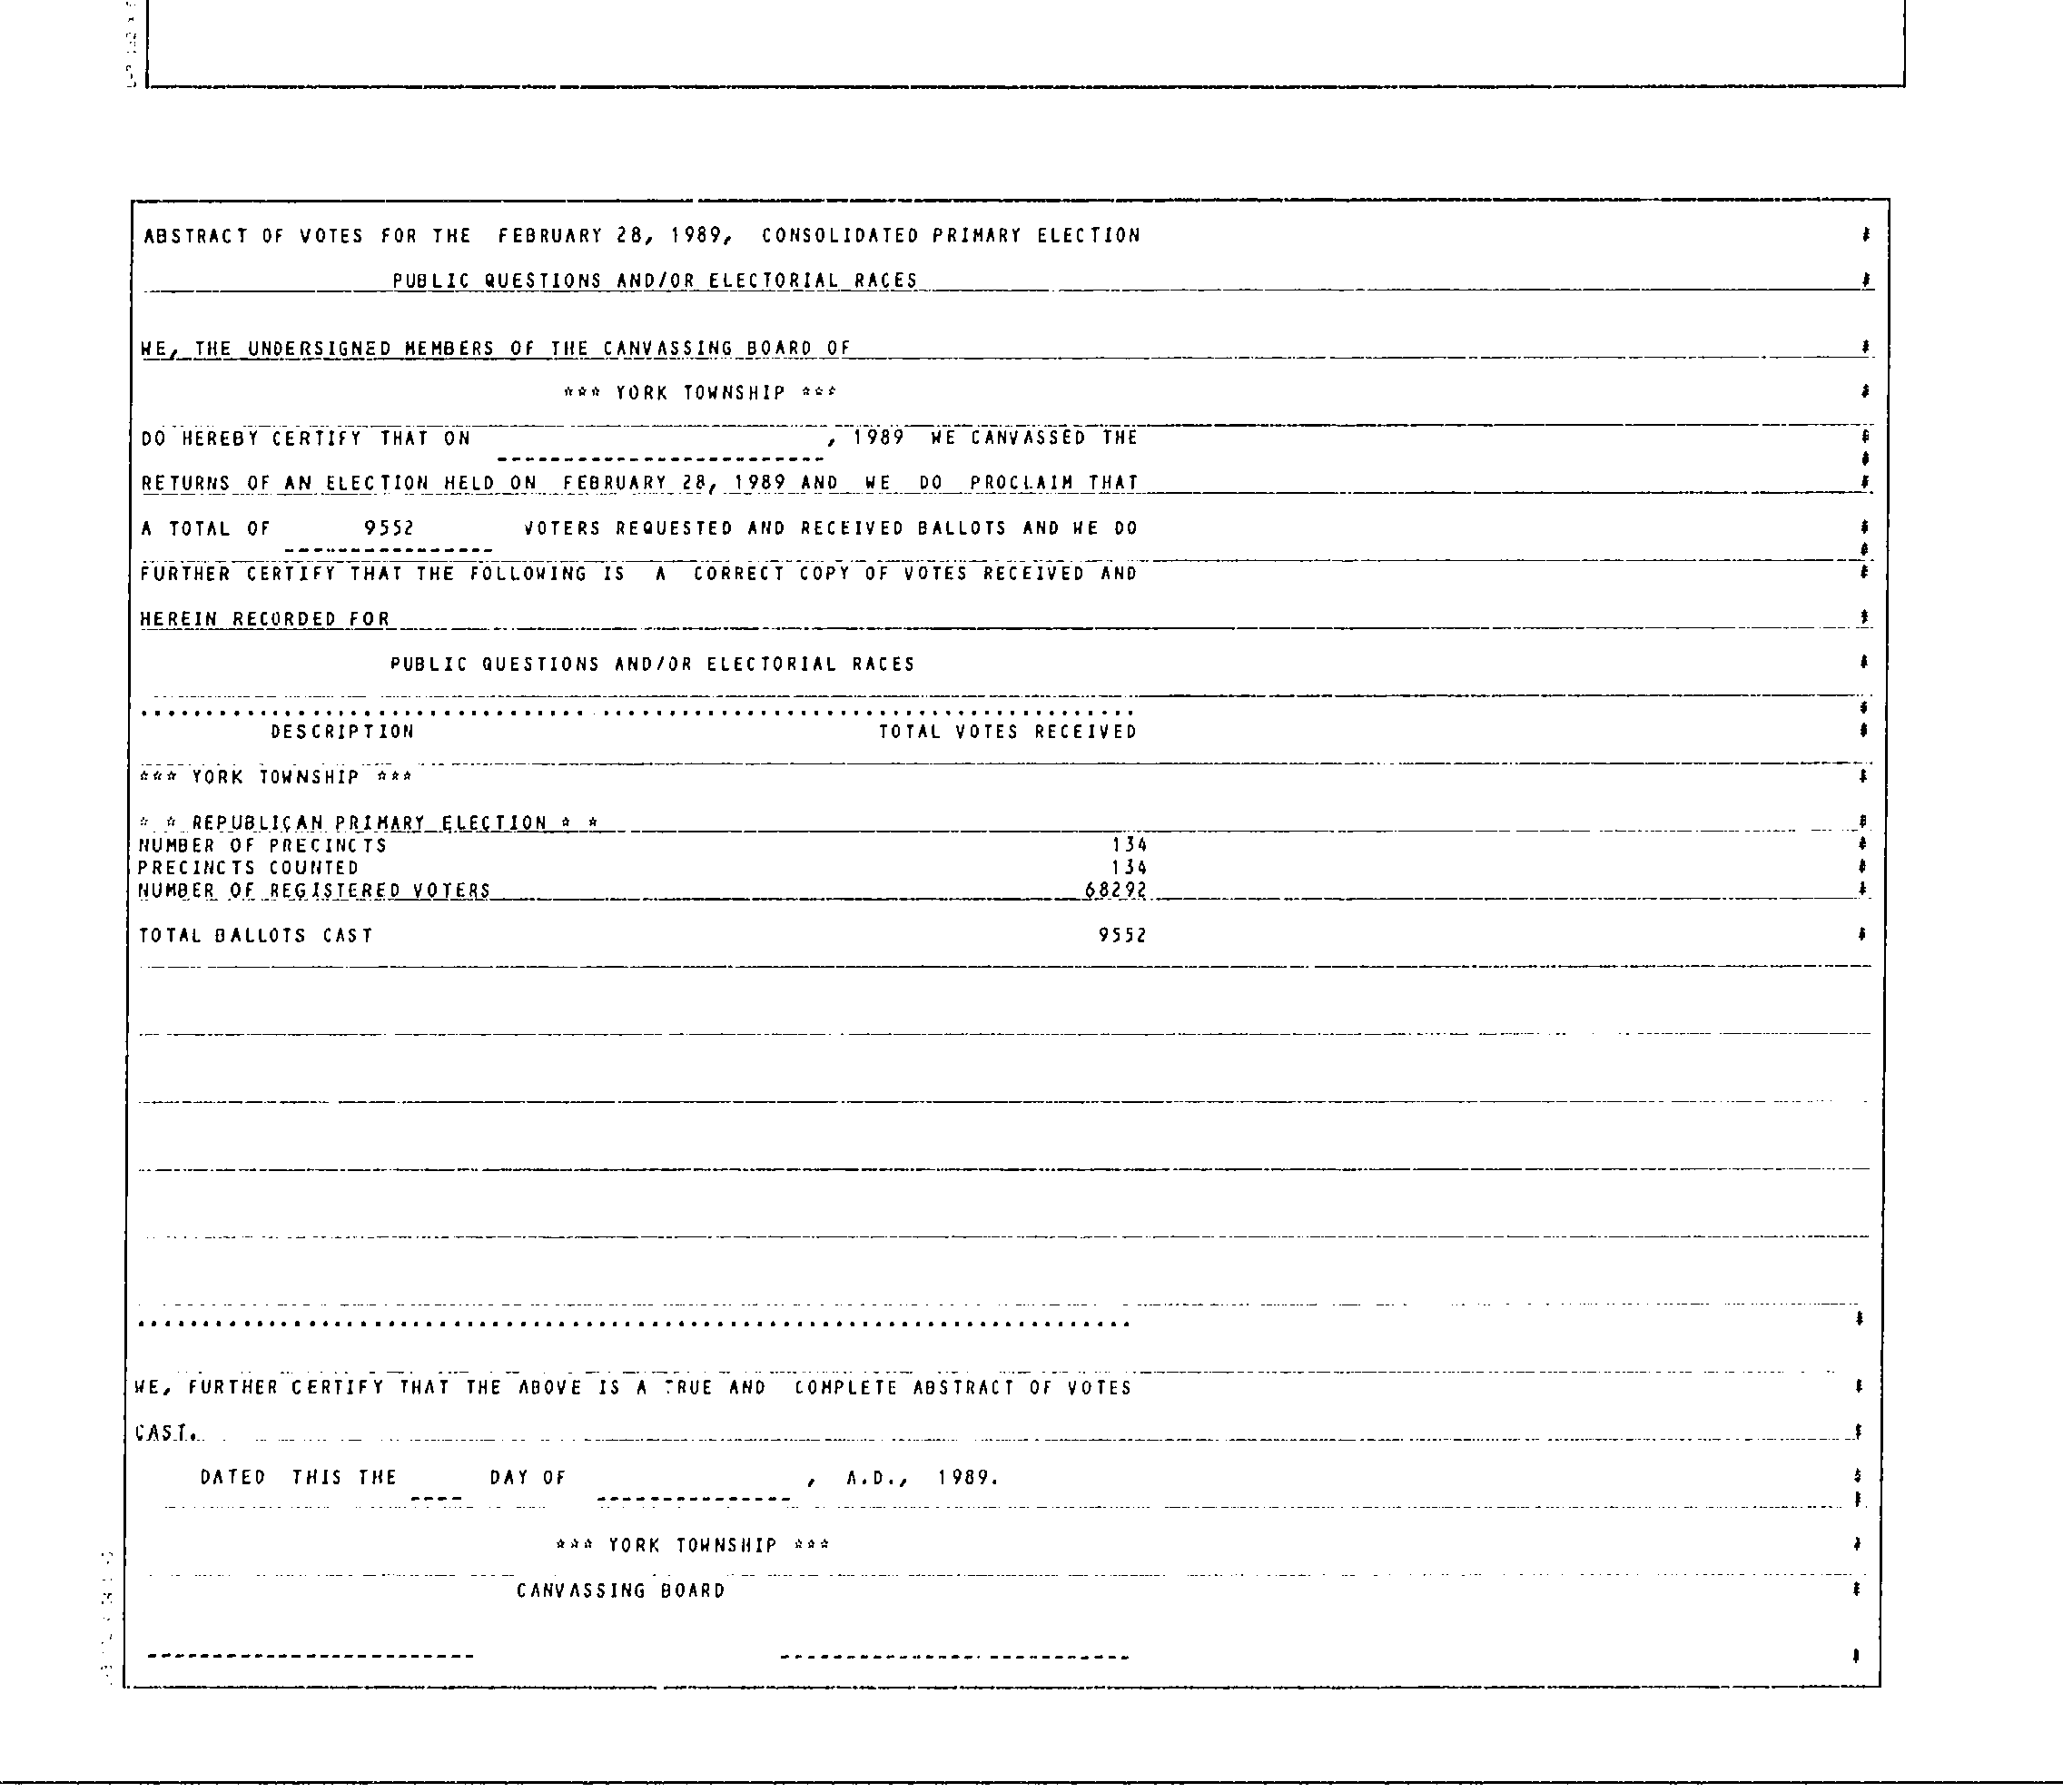 ABSTRACT OF VOTES FOR THE FEBRUARY 28, 1989, CONSOLIDATED PRIMARY ELECTION
PUBLIC QUESTIONS AND/OR ELECTORIAL RACES
WE, THE UNDERSIGNED MEMBERS OF THE CANVASSING BOARD OF
*** YORK TOWNSHIP ***
DO HEREBY CERTIFY THAT ON , 1989 WE CANVASSED THE
RETURNS OF AN ELECTION HELD ON FEBRUARY 28, 1989 AND WE DO PROCLAIM THAT
A TOTAL OF 9552 VOTERS REQUESTED AND RECEIVED BALLOTS AND WE DO
FURTHER CERTIFY THAT THE FOLLOWING IS A CORRECT COPY OF VOTES RECEIVED AND
HEREIN RECORDED FOR
PUBLIC QUESTIONS AND/OR ELECTORIAL RACES
DESCRIPTION TOTAL VOTES RECEIVED
*** YORK TOWNSHIP ***
* * REPUBLICAN PRIMARY ELECTION * *
NUMBER OF PRECINCTS 134
PRECINCTS COUNTED 134
NUMBER OF REGISTERED VOTERS 68292
TOTAL BALLOTS CAST 9552
WE, FURTHER CERTIFY THAT THE ABOVE IS A TRUE AND COMPLETE ABSTRACT OF VOTES
CAST.
DATED THIS THE DAY OF , A.D., 1989.
*** YORK TOWNSHIP ***
CANVASSING BOARD